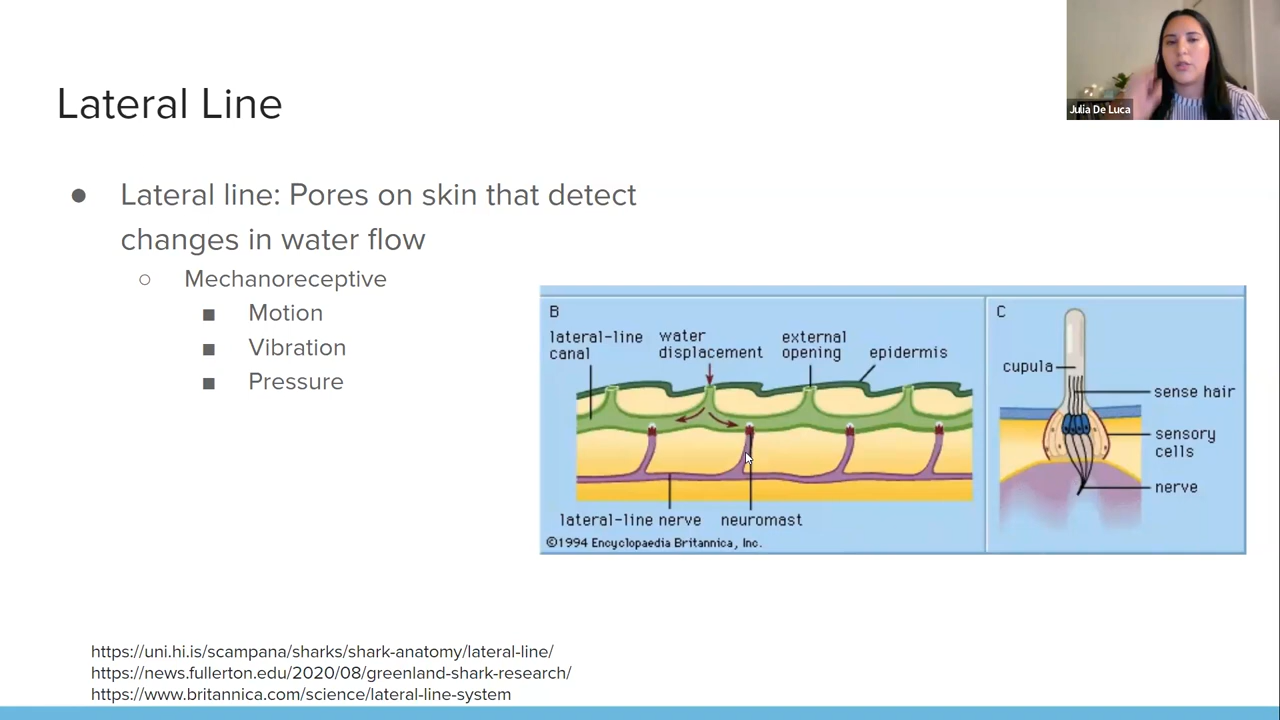 Julia De Luca
Lateral Line
● Lateral line: Pores on skin that detect
changes in water flow
○ Mechanoreceptive
■ Motion
■ Vibration
■ Pressure
B
lateral-line
canal
water
displacement
external
opening
epidermis
lateral-line nerve
neuromast
©1994 Encyclopaedia Britannica, Inc.
C
cupula
sense hair
sensory
cells
nerve
https://uni.hi.is/scampana/sharks/shark-anatomy/lateral-line/
https://news.fullerton.edu/2020/08/greenland-shark-research/
https://www.britannica.com/science/lateral-line-system